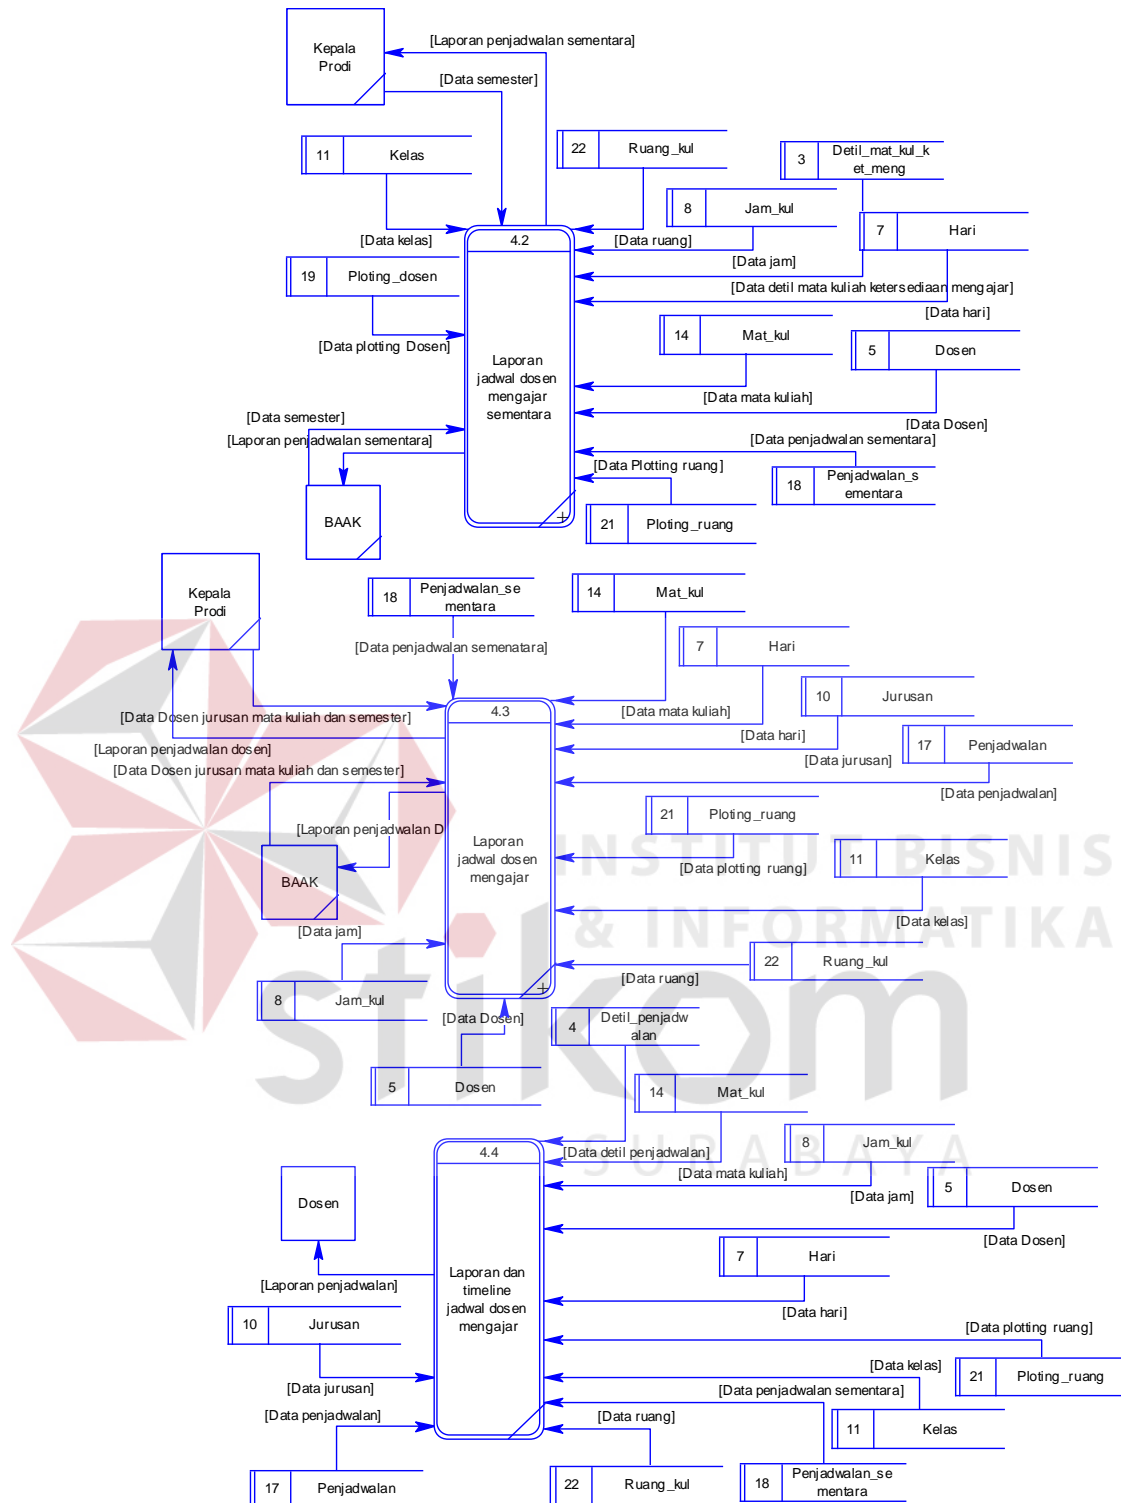 Kepala
Prodi
[Laporan penjadwalan sementara]
[Data semester]
11 Kelas
22 Ruang_kul
3 Detil_mat_kul_k
et_meng
8 Jam_kul
7 Hari
[Data kelas]
4.2
[Data ruang]
[Data jam]
19 Ploting_dosen
[Data detil mata kuliah ketersediaan mengajar]
[Data hari]
[Data plotting Dosen]
14 Mat_kul
5 Dosen
Laporan
jadwal dosen
mengajar
sementara
[Data mata kuliah]
[Data semester]
[Data Dosen]
[Laporan penjadwalan sementara]
[Data penjadwalan sementara]
[Data Plotting ruang]
18 Penjadwalan_s
ementara
BAAK
21 Ploting_ruang
Kepala
Prodi
18 Penjadwalan_se
mentara
14 Mat_kul
[Data penjadwalan semenatara]
7 Hari
10 Jurusan
[Data Dosen jurusan mata kuliah dan semester]
4.3
[Data mata kuliah]
[Data hari]
17 Penjadwalan
[Laporan penjadwalan dosen]
[Data jurusan]
[Data Dosen jurusan mata kuliah dan semester]
[Data penjadwalan]
21 Ploting_ruang
[Laporan penjadwalan D
Laporan
jadwal dosen
mengajar
INSTITUT BISNIS
11 Kelas
[Data plotting ruang]
BAAK
[Data kelas]
& INFORMATIKA
[Data jam]
22 Ruang_kul
[Data ruang]
stikom
8 Jam_kul
[Data Dosen]
4 Detil_penjadw
alan
5 Dosen
14 Mat_kul
SURABAYA
8 Jam_kul
4.4
[Data detil penjadwalan]
[Data mata kuliah]
5 Dosen
[Data jam]
Dosen
[Data Dosen]
7 Hari
[Laporan penjadwalan]
Laporan dan
timeline
jadwal dosen
mengajar
[Data hari]
10 Jurusan
[Data plotting ruang]
[Data kelas]
21 Ploting_ruang
[Data jurusan]
[Data penjadwalan sementara]
[Data penjadwalan]
[Data ruang]
11 Kelas
17 Penjadwalan
22 Ruang_kul
18 Penjadwalan_se
mentara